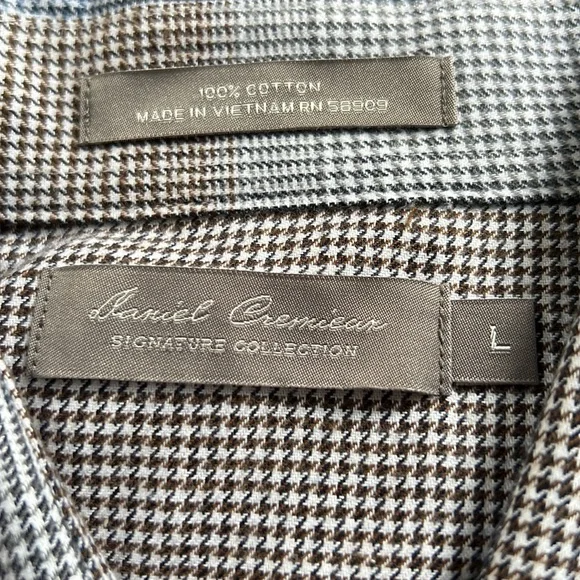 100% COTTON
MADE IN VIETNAM RN 58909
Daniel Cremieux
SIGNATURE COLLECTION
L